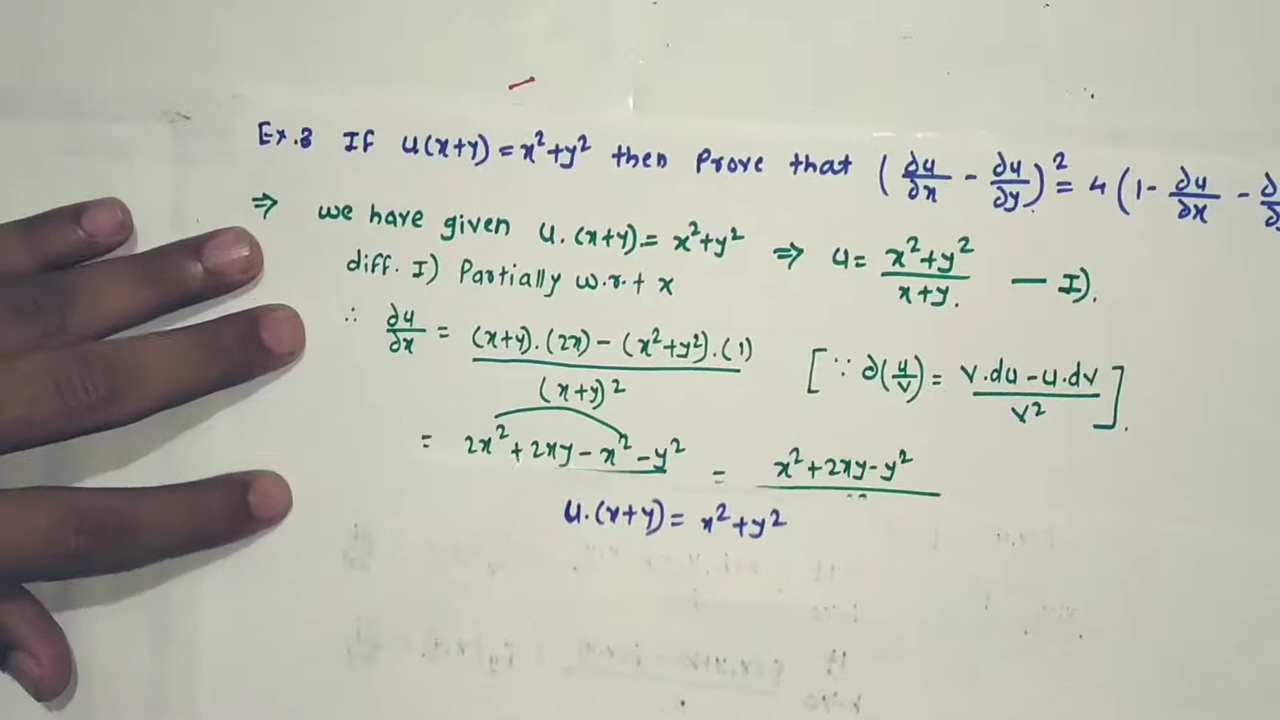 Ex.8 If u(x+y)=x²+y² then Prove that (∂u/∂x - ∂u/∂y)² = 4(1- ∂u/∂x - ∂
⇒ we have given u.(x+y)= x²+y² ⇒ u= x²+y²/x+y. — I).
diff. I) Partially w.r.t x
∴ ∂u/∂x = (x+y).(2x)-(x²+y²).(1)/(x+y)² [∵ ∂(u/v)= v.du-u.dv/v²].
= 2x²+2xy-x²-y² = x²+2xy-y²
u.(x+y)= x²+y²